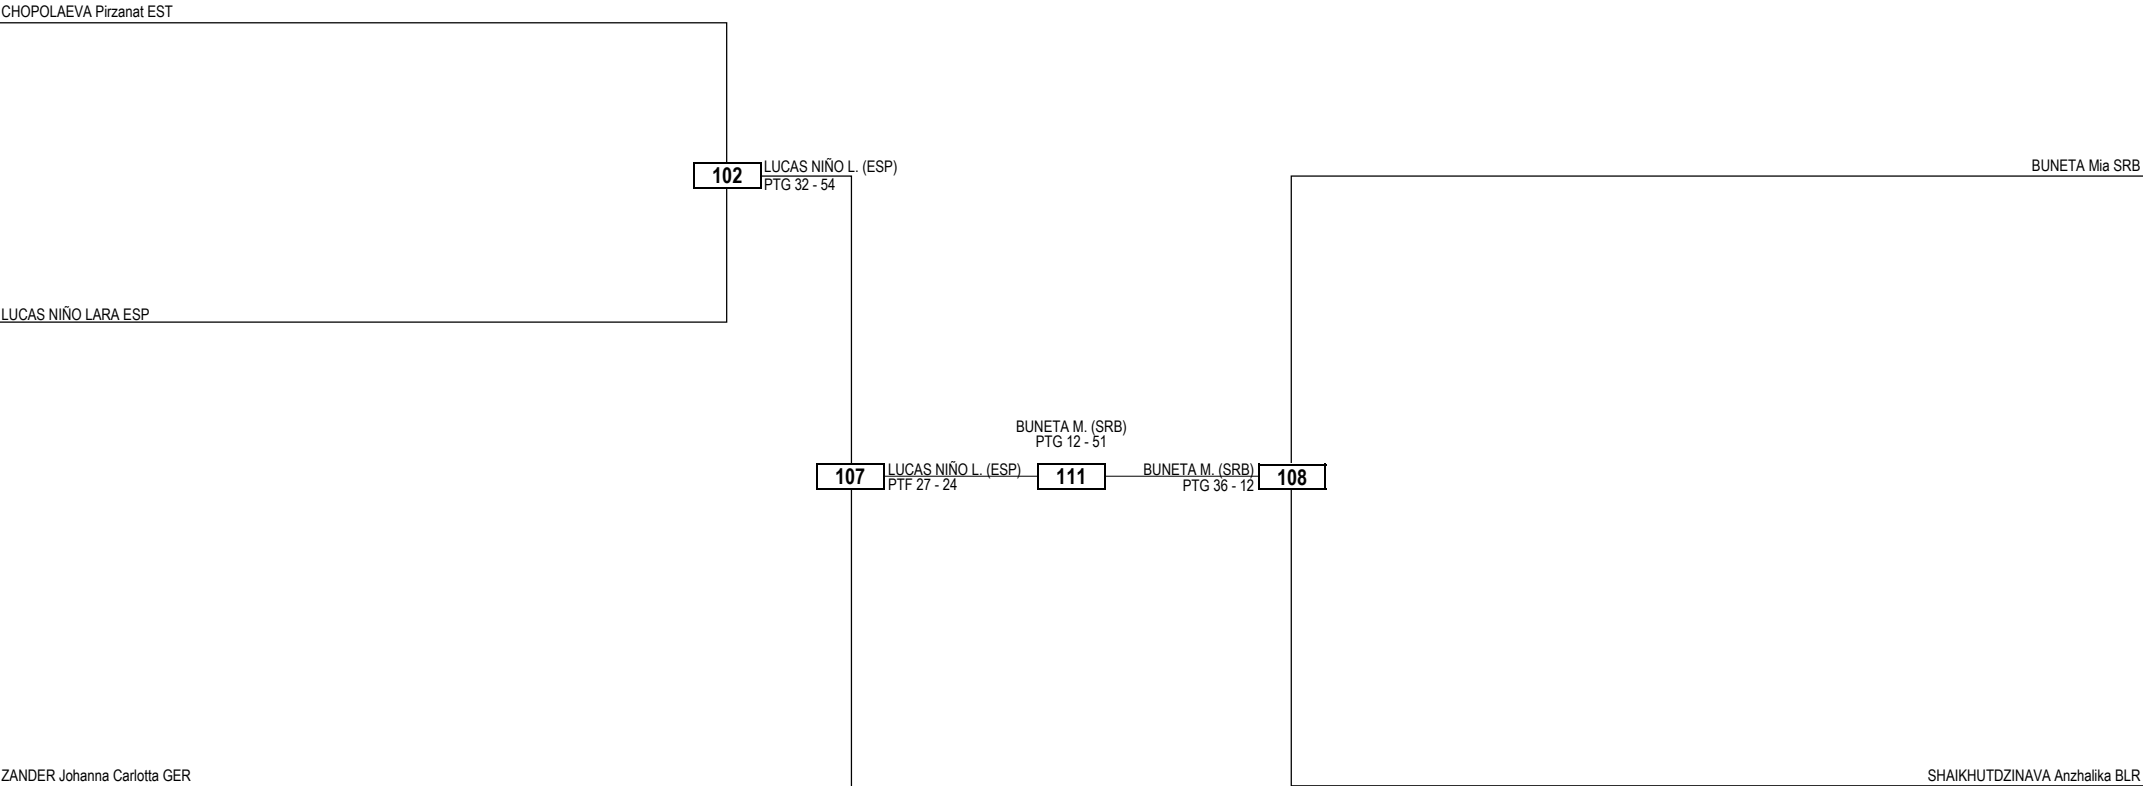 CHOPOLAEVA Pirzanat EST
102
LUCAS NIÑO L. (ESP)
PTG 32 - 54
BUNETA Mia SRB
LUCAS NIÑO LARA ESP
BUNETA M. (SRB)
PTG 12 - 51
107
LUCAS NIÑO L. (ESP)
PTF 27 - 24
111
BUNETA M. (SRB)
PTG 36 - 12
108
ZANDER Johanna Carlotta GER
SHAIKHUTDZINAVA Anzhalika BLR